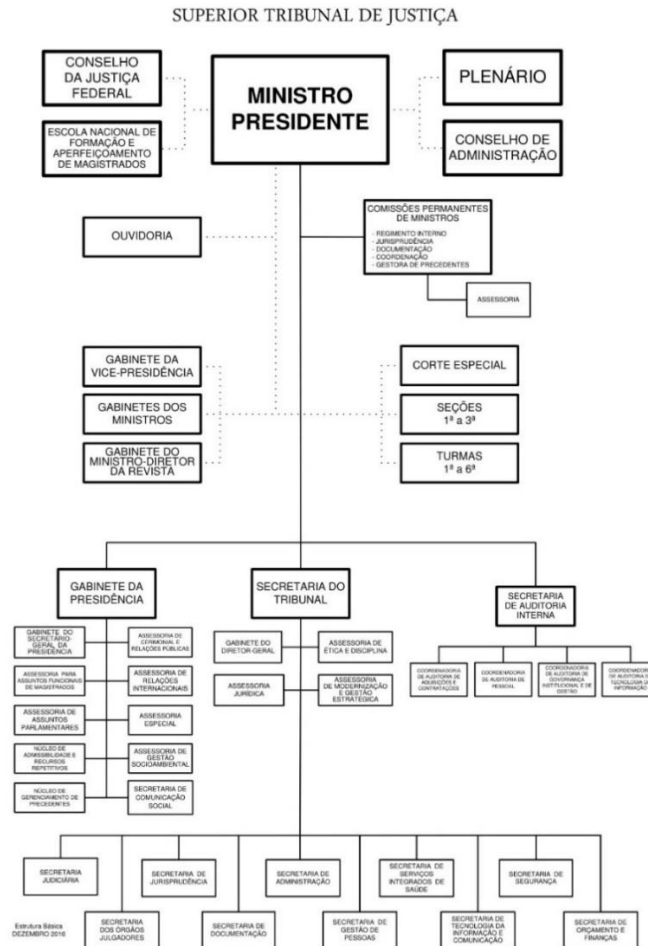 SUPERIOR TRIBUNAL DE JUSTIÇA
CONSELHO
DA JUSTIÇA
FEDERAL
MINISTRO
PRESIDENTE
PLENÁRIO
ESCOLA NACIONAL DE
FORMAÇÃO E
APERFEIÇOAMENTO
DE MAGISTRADOS
CONSELHO DE
ADMINISTRAÇÃO
OUVIDORIA
COMISSÕES PERMANENTES
DE MINISTROS
- REGIMENTO INTERNO
- JURISPRUDÊNCIA
- DOCUMENTAÇÃO
- COORDENAÇÃO
- GESTORA DE PRECEDENTES
ASSESSORIA
GABINETE DA
VICE-PRESIDÊNCIA
CORTE ESPECIAL
GABINETES DOS
MINISTROS
SEÇÕES
1ª a 3ª
GABINETE DO
MINISTRO-DIRETOR
DA REVISTA
TURMAS
1ª a 6ª
GABINETE DA
PRESIDÊNCIA
SECRETARIA DO
TRIBUNAL
SECRETARIA
DE AUDITORIA
INTERNA
GABINETE DO
SECRETÁRIO-
GERAL DA
PRESIDÊNCIA
ASSESSORIA DE
CERIMONIAL E
RELAÇÕES PÚBLICAS
ASSESSORIA PARA
ASSUNTOS FUNCIONAIS
DE MAGISTRADOS
ASSESSORIA DE
RELAÇÕES
INTERNACIONAIS
ASSESSORIA DE
ASSUNTOS
PARLAMENTARES
ASSESSORIA
ESPECIAL
NÚCLEO DE
ADMISSIBILIDADE E
RECURSOS
REPETITIVOS
ASSESSORIA DE
GESTÃO
SOCIOAMBIENTAL
NÚCLEO DE
GERENCIAMENTO DE
PRECEDENTES
SECRETARIA DE
COMUNICAÇÃO
SOCIAL
GABINETE DO
DIRETOR-GERAL
ASSESSORIA DE
ÉTICA E DISCIPLINA
ASSESSORIA
JURÍDICA
ASSESSORIA
DE MODERNIZAÇÃO
E GESTÃO
ESTRATÉGICA
COORDENADORIA
DE AUDITORIA DE
AQUISIÇÕES E
CONTRATAÇÕES
COORDENADORIA
DE AUDITORIA DE
PESSOAL
COORDENADORIA
DE AUDITORIA DE
GOVERNANÇA
INSTITUCIONAL E DE
GESTÃO
COORDENADORIA
DE AUDITORIA DE
TECNOLOGIA DA
INFORMAÇÃO
SECRETARIA
JUDICIÁRIA
SECRETARIA
DE JURISPRUDÊNCIA
SECRETARIA DE
ADMINISTRAÇÃO
SECRETARIA DE
SERVIÇOS
INTEGRADOS DE
SAÚDE
SECRETARIA DE
SEGURANÇA
SECRETARIA
DOS ÓRGÃOS
JULGADORES
SECRETARIA DE
DOCUMENTAÇÃO
SECRETARIA DE
GESTÃO DE
PESSOAS
SECRETARIA DE
TECNOLOGIA DA
INFORMAÇÃO E
COMUNICAÇÃO
SECRETARIA DE
ORÇAMENTO E
FINANÇAS
Estrutura Básica
DEZEMBRO 2016